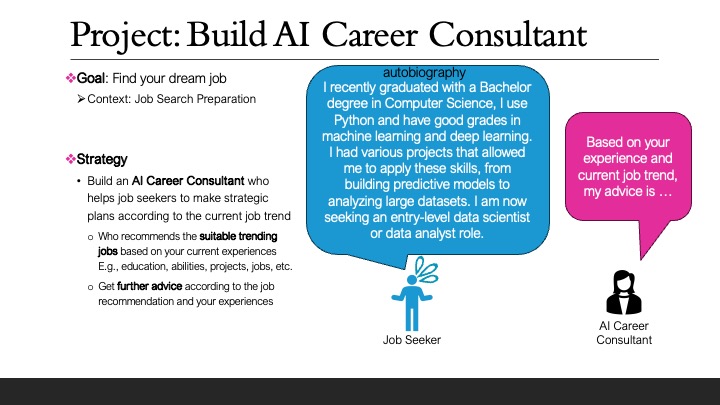 Project: Build AI Career Consultant
❖Goal: Find your dream job
➢Context: Job Search Preparation
❖Strategy
• Build an AI Career Consultant who
helps job seekers to make strategic
plans according to the current job trend
o Who recommends the suitable trending
jobs based on your current experiences
E.g., education, abilities, projects, jobs, etc.
o Get further advice according to the job
recommendation and your experiences
autobiography
I recently graduated with a Bachelor
degree in Computer Science, I use
Python and have good grades in
machine learning and deep learning.
I had various projects that allowed
me to apply these skills, from
building predictive models to
analyzing large datasets. I am now
seeking an entry-level data scientist
or data analyst role.
Job Seeker
Based on your
experience and
current job trend,
my advice is …
AI Career
Consultant